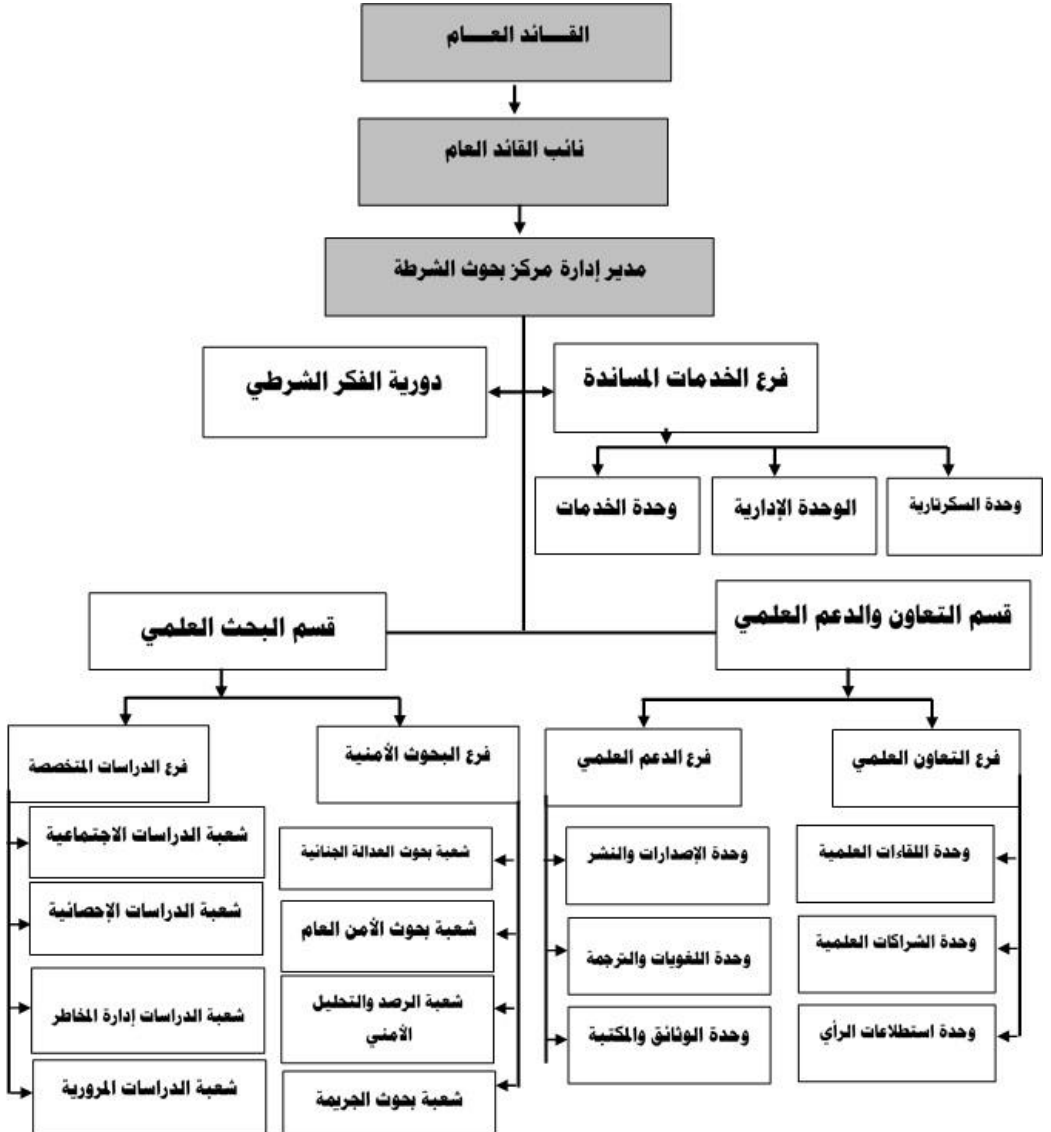 القـــــائد العـــــام
نائب القائد العام
مدير إدارة مركز بحوث الشرطة
فرع الخدمات المساندة
دورية الفكر الشرطي
وحدة السكرتارية
الوحدة الإدارية
وحدة الخدمات
قسم التعاون والدعم العلمي
قسم البحث العلمي
فرع التعاون العلمي
وحدة اللقاءات العلمية
وحدة الشراكات العلمية
وحدة استطلاعات الرأي
فرع الدعم العلمي
وحدة الإصدارات والنشر
وحدة اللغويات والترجمة
وحدة الوثائق والمكتبة
فرع البحوث الأمنية
شعبة بحوث العدالة الجنائية
شعبة بحوث الأمن العام
شعبة الرصد والتحليل
الأمني
شعبة بحوث الجريمة
فرع الدراسات المتخصصة
شعبة الدراسات الاجتماعية
شعبة الدراسات الإحصائية
شعبة الدراسات إدارة المخاطر
شعبة الدراسات المرورية